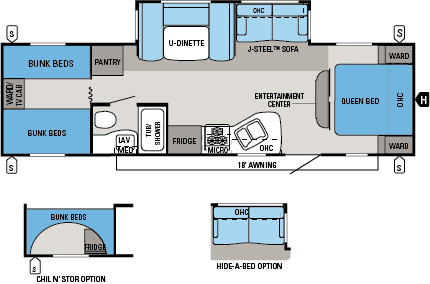 OHC
I
S
S
U-DINETTE
J-STEEL™ SOFA
WARD
BUNK BEDS
PANTRY
WARD/
TV CAB
ENTERTAINMENT
CENTER
QUEEN BED
OHC
H
BUNK BEDS
LAV
MED
TUB/
SHOWER
FRIDGE
MICRO
OHC
WARD
S
18' AWNING
S
BUNK BEDS
FRIDGE
S
CHIL N' STOR OPTION
OHC
HIDE-A-BED OPTION